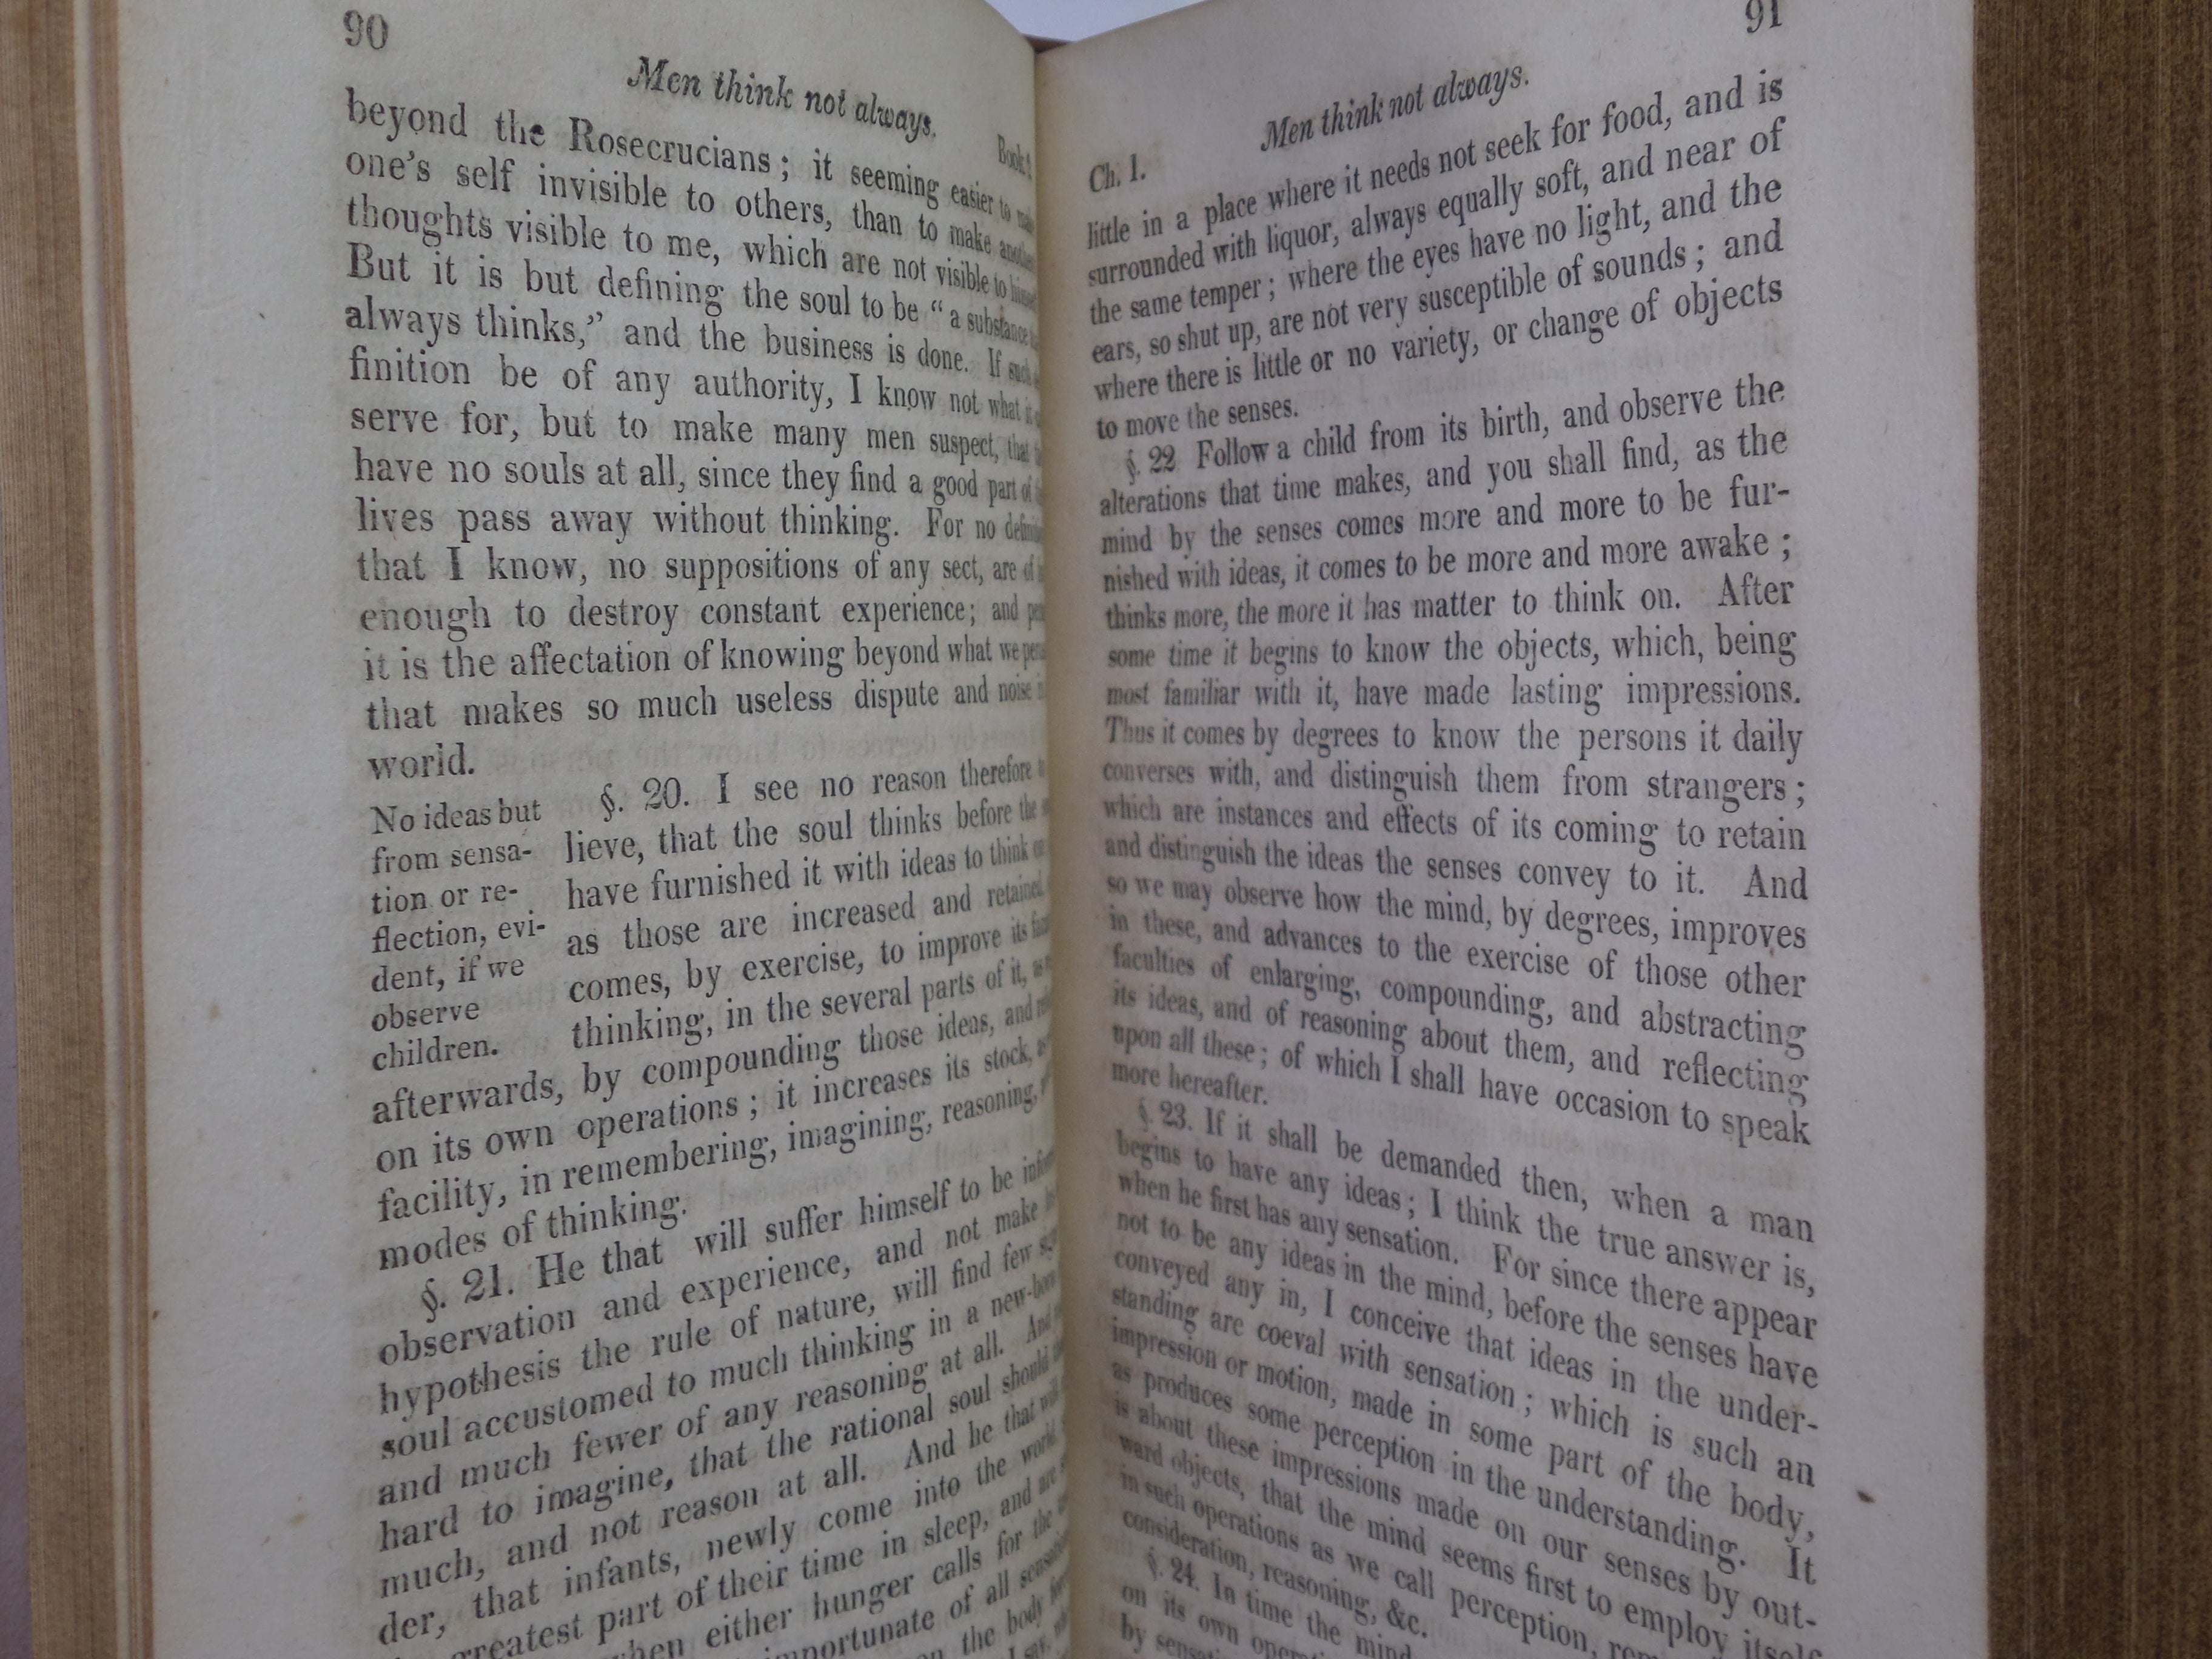 90
Men think not always.
Book
beyond the Rosecrucians; it seeming easier to
one's self invisible to others, than to make
thoughts visible to me, which are not visible to
But it is but defining the soul to be "a substance
always thinks," and the business is done. If such
finition be of any authority, I know not what
serve for, but to make many men suspect, that
have no souls at all, since they find a good part of
lives pass away without thinking. For no
that I know, no suppositions of any sect, are of
enough to destroy constant experience; and
it is the affectation of knowing beyond what we
that makes so much useless dispute and noise
world.
No ideas but
from sensa-
tion or re-
flection, evi-
dent, if we
observe
children.
§. 20. I see no reason therefore
lieve, that the soul thinks before the
have furnished it with ideas to think
as those are increased and retained,
comes, by exercise, to improve its
thinking, in the several parts of it,
afterwards, by compounding those ideas, and
on its own operations; it increases its stock,
facility, in remembering, imagining, reasoning,
modes of thinking.
§. 21. He that will suffer himself to be
observation and experience, and not make
hypothesis the rule of nature, will find few
soul accustomed to much thinking in a new-born
and much fewer of any reasoning at all. And
hard to imagine, that the rational soul should
much, and not reason at all. And he that will
der, that infants, newly come into the world,
greatest part of their time in sleep, and are
when either hunger calls for the
importunate of all
on the body
91
Ch. 1.
Men think not always.
little in a place where it needs not seek for food, and is
surrounded with liquor, always equally soft, and near of
the same temper; where the eyes have no light, and the
ears, so shut up, are not very susceptible of sounds; and
where there is little or no variety, or change of objects
to move the senses.
§. 22 Follow a child from its birth, and observe the
alterations that time makes, and you shall find, as the
mind by the senses comes more and more to be fur-
nished with ideas, it comes to be more and more awake;
thinks more, the more it has matter to think on. After
some time it begins to know the objects, which, being
most familiar with it, have made lasting impressions.
Thus it comes by degrees to know the persons it daily
converses with, and distinguish them from strangers;
which are instances and effects of its coming to retain
and distinguish the ideas the senses convey to it. And
so we may observe how the mind, by degrees, improves
in these, and advances to the exercise of those other
faculties of enlarging, compounding, and abstracting
its ideas, and of reasoning about them, and reflecting
upon all these; of which I shall have occasion to speak
more hereafter.
§. 23. If it shall be demanded then, when a man
begins to have any ideas; I think the true answer is,
when he first has any sensation. For since there appear
not to be any ideas in the mind, before the senses have
conveyed any in, I conceive that ideas in the under-
standing are coeval with sensation; which is such an
impression or motion, made in some part of the body,
as produces some perception in the understanding. It
is about these impressions made on our senses by out-
ward objects, that the mind seems first to employ itself
in such operations as we call perception,
consideration, reasoning, &c.
§. 24. In time the mind
on its own
by